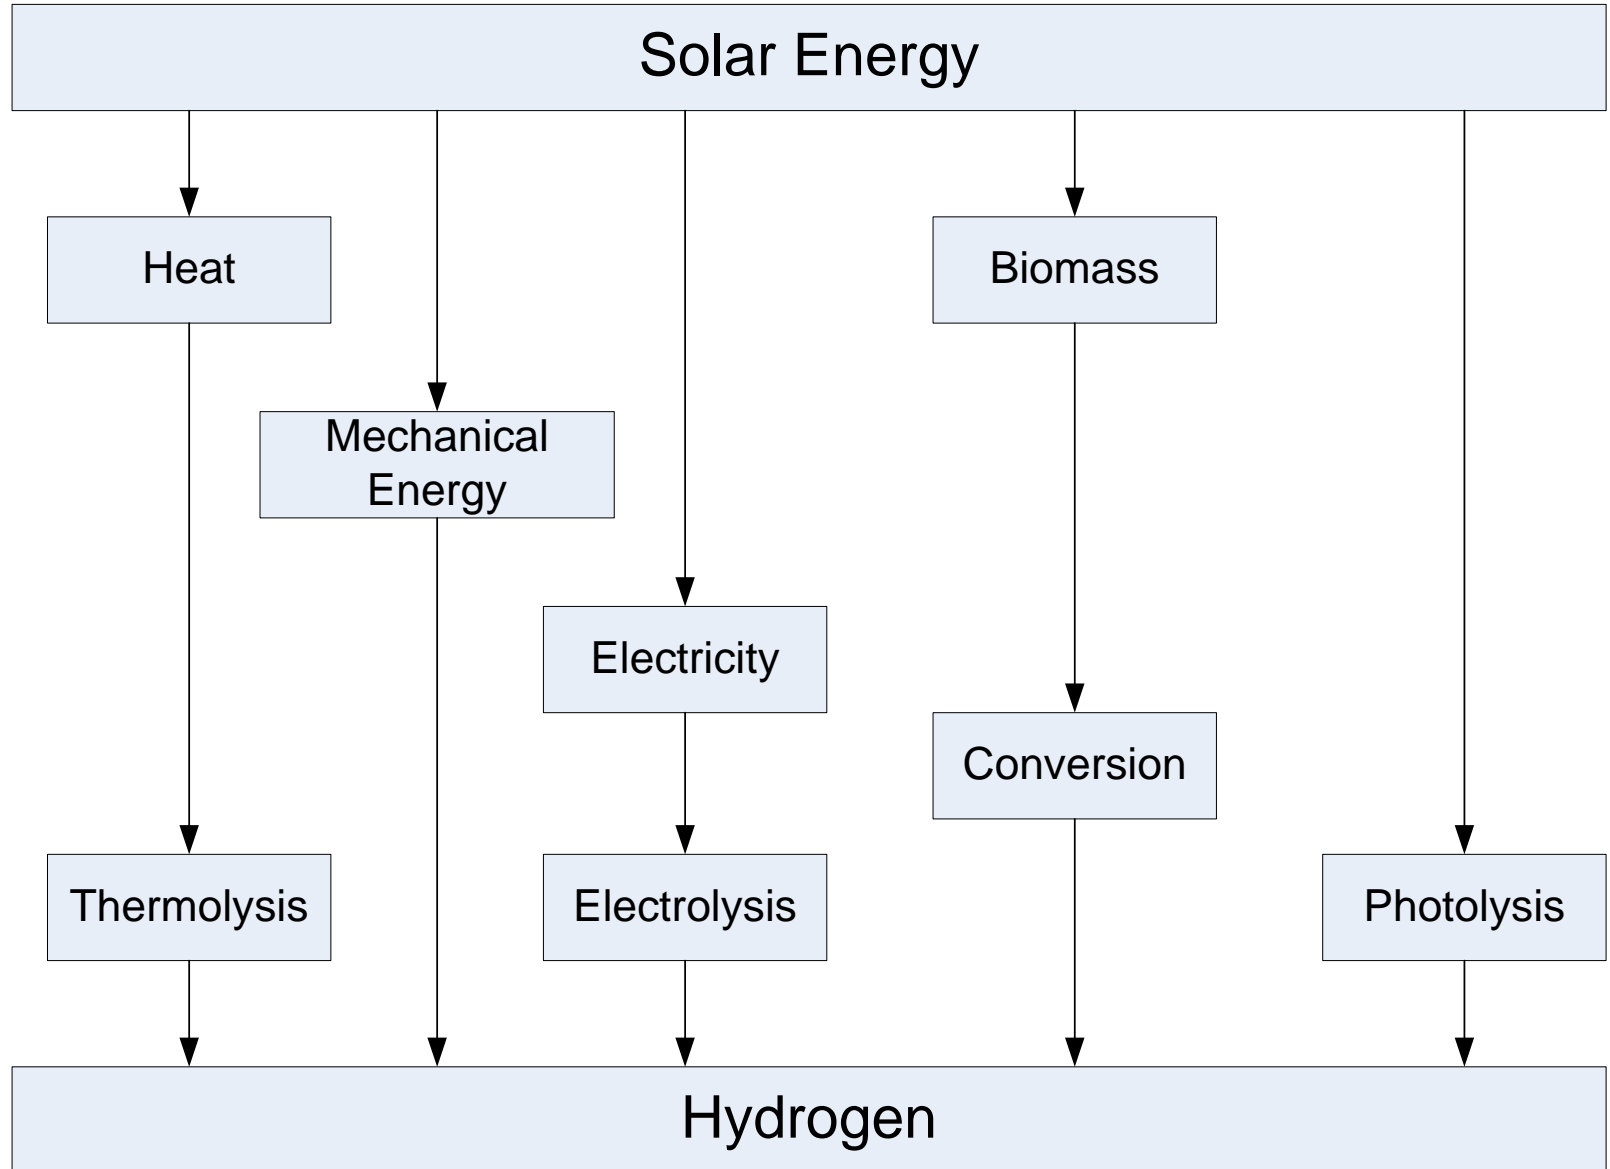 Solar Energy
Heat
Biomass
Mechanical
Energy
Electricity
Conversion
Thermolysis
Electrolysis
Photolysis
Hydrogen